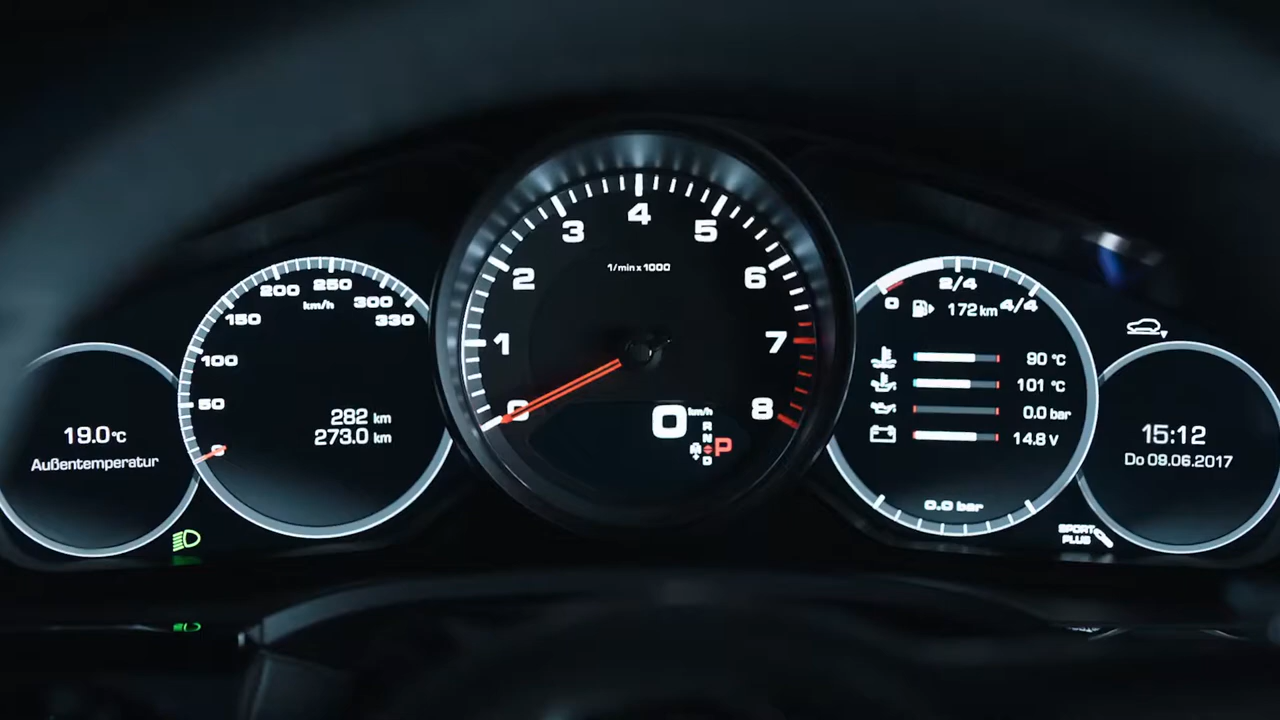 19.0°C
Außentemperatur
50
100
150
200
250
300
330
km/h
282 km
273.0 km
0
1
2
3
4
5
6
7
8
1/min x 1000
0 km/h
R
N
P
D
0
2/4
4/4
172 km
90 °C
101 °C
0.0 bar
14.8 V
0.0 bar
SPORT
PLUS
15:12
Do 09.06.2017